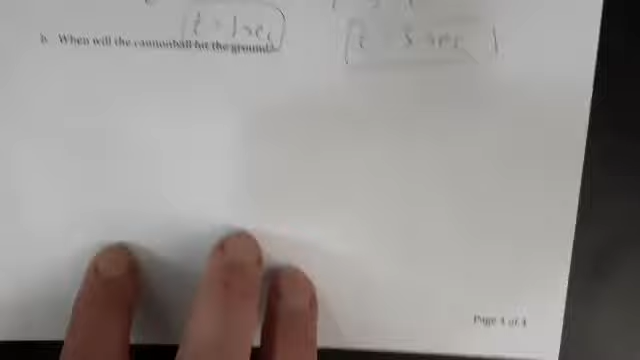 t = 1 sec
t = 5 sec
b. When will the cannonball hit the ground?
Page 4 of 4